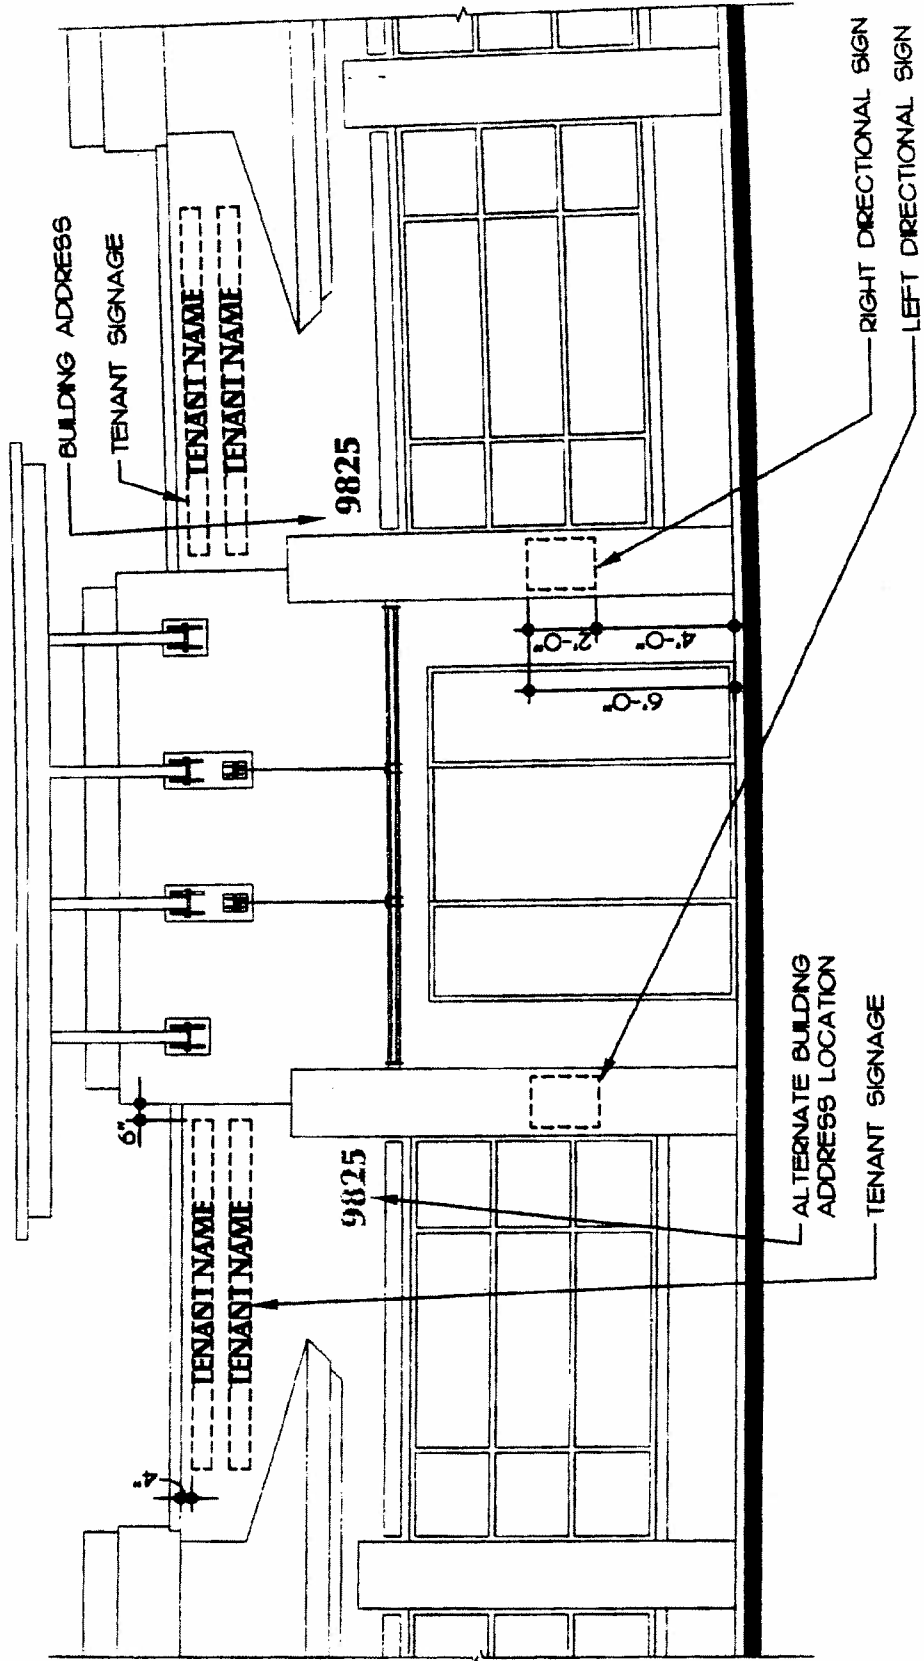 BUILDING ADDRESS
TENANT SIGNAGE
6"
4"
TENANT NAME
TENANT NAME
TENANT NAME
TENANT NAME
9825
9825
2'-0"
6'-0"
4'-0"
ALTERNATE BUILDING
ADDRESS LOCATION
TENANT SIGNAGE
RIGHT DIRECTIONAL SIGN
LEFT DIRECTIONAL SIGN